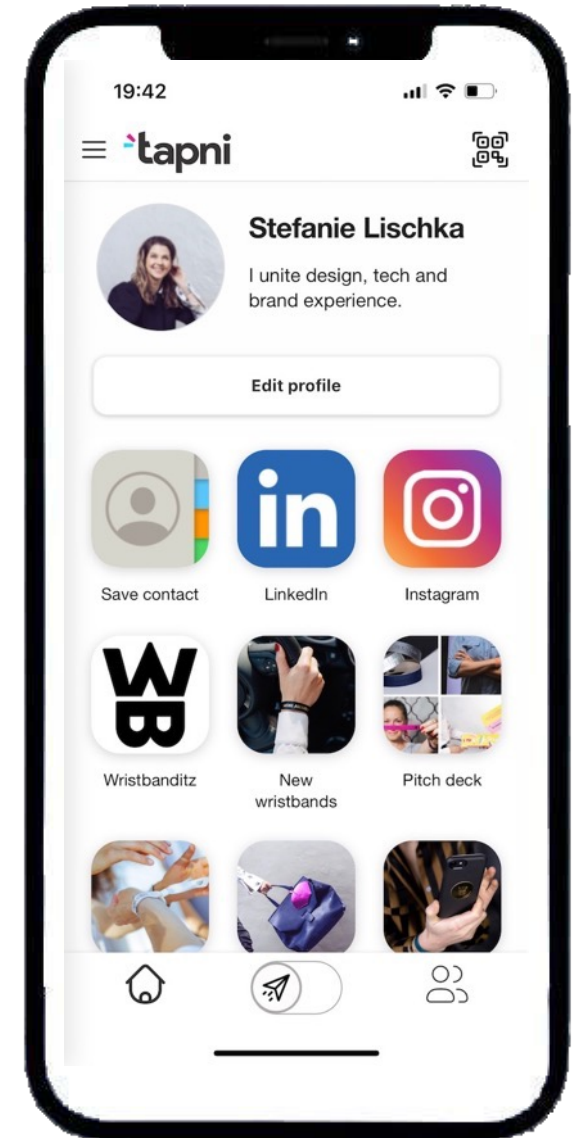 19:42
tapni
Stefanie Lischka
I unite design, tech and
brand experience.
Edit profile
in
Save contact
LinkedIn
Instagram
WB
Wristbanditz
New
wristbands
Pitch deck